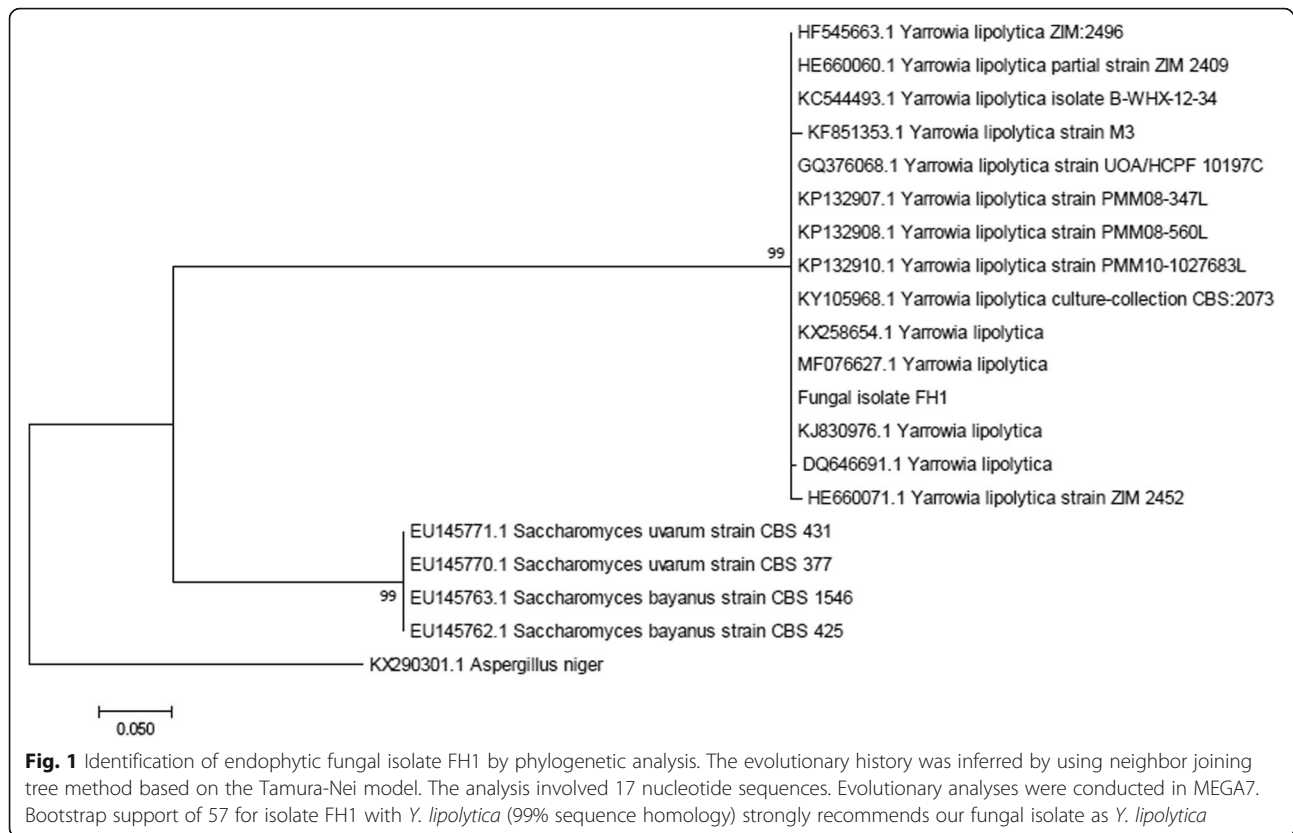 HF545663.1 Yarrowia lipolytica ZIM:2496
HE660060.1 Yarrowia lipolytica partial strain ZIM 2409
KC544493.1 Yarrowia lipolytica isolate B-WHX-12-34
KF851353.1 Yarrowia lipolytica strain M3
GQ376068.1 Yarrowia lipolytica strain UOA/HCPF 10197C
KP132907.1 Yarrowia lipolytica strain PMM08-347L
KP132908.1 Yarrowia lipolytica strain PMM08-560L
99
KP132910.1 Yarrowia lipolytica strain PMM10-1027683L
KY105968.1 Yarrowia lipolytica culture-collection CBS:2073
KX258654.1 Yarrowia lipolytica
MF076627.1 Yarrowia lipolytica
Fungal isolate FH1
KJ830976.1 Yarrowia lipolytica
DQ646691.1 Yarrowia lipolytica
HE660071.1 Yarrowia lipolytica strain ZIM 2452
EU145771.1 Saccharomyces uvarum strain CBS 431
EU145770.1 Saccharomyces uvarum strain CBS 377
99
EU145763.1 Saccharomyces bayanus strain CBS 1546
EU145762.1 Saccharomyces bayanus strain CBS 425
KX290301.1 Aspergillus niger
0.050
Fig. 1 Identification of endophytic fungal isolate FH1 by phylogenetic analysis. The evolutionary history was inferred by using neighbor joining
tree method based on the Tamura-Nei model. The analysis involved 17 nucleotide sequences. Evolutionary analyses were conducted in MEGA7.
Bootstrap support of 57 for isolate FH1 with Y. lipolytica (99% sequence homology) strongly recommends our fungal isolate as Y. lipolytica